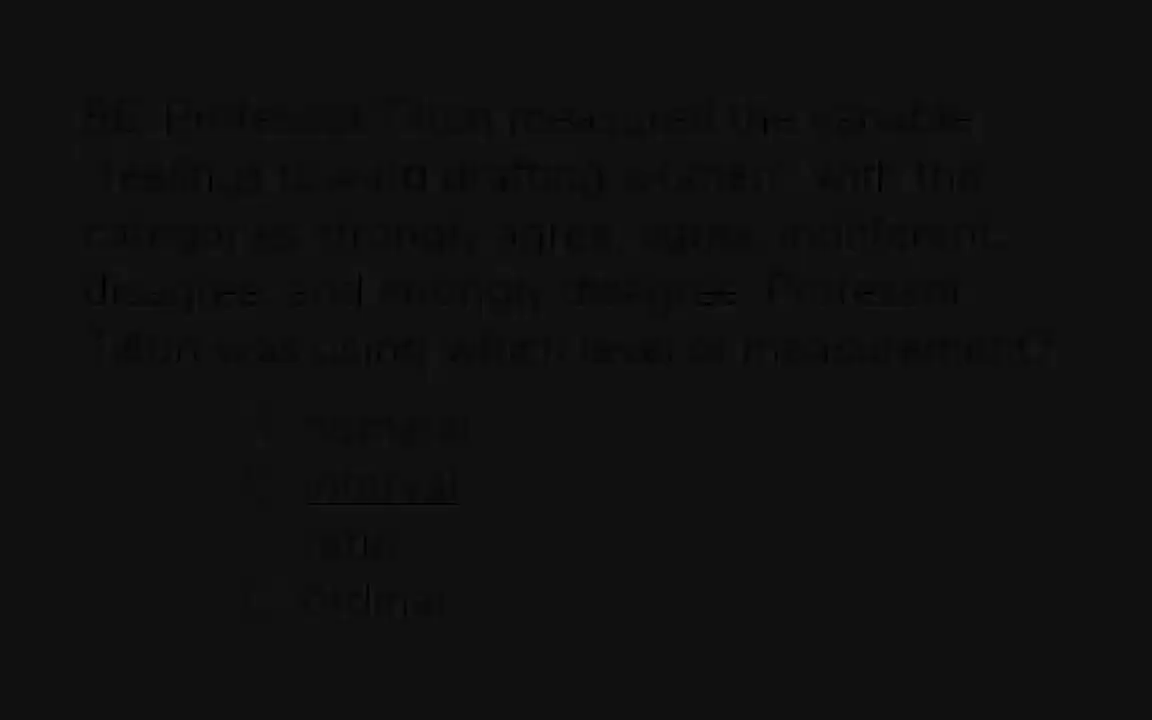 Professor Tilton measured the variable
feelings toward drafting women with the
categories strongly agree, agree, indifferent,
disagree, and strongly disagree. Professor
was using which level of measurement?
nominal
interval
ratio
ordinal